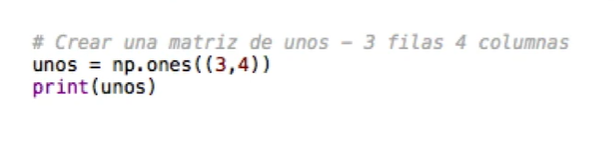 # Crear una matriz de unos – 3 filas 4 columnas
unos = np.ones((3,4))
print(unos)